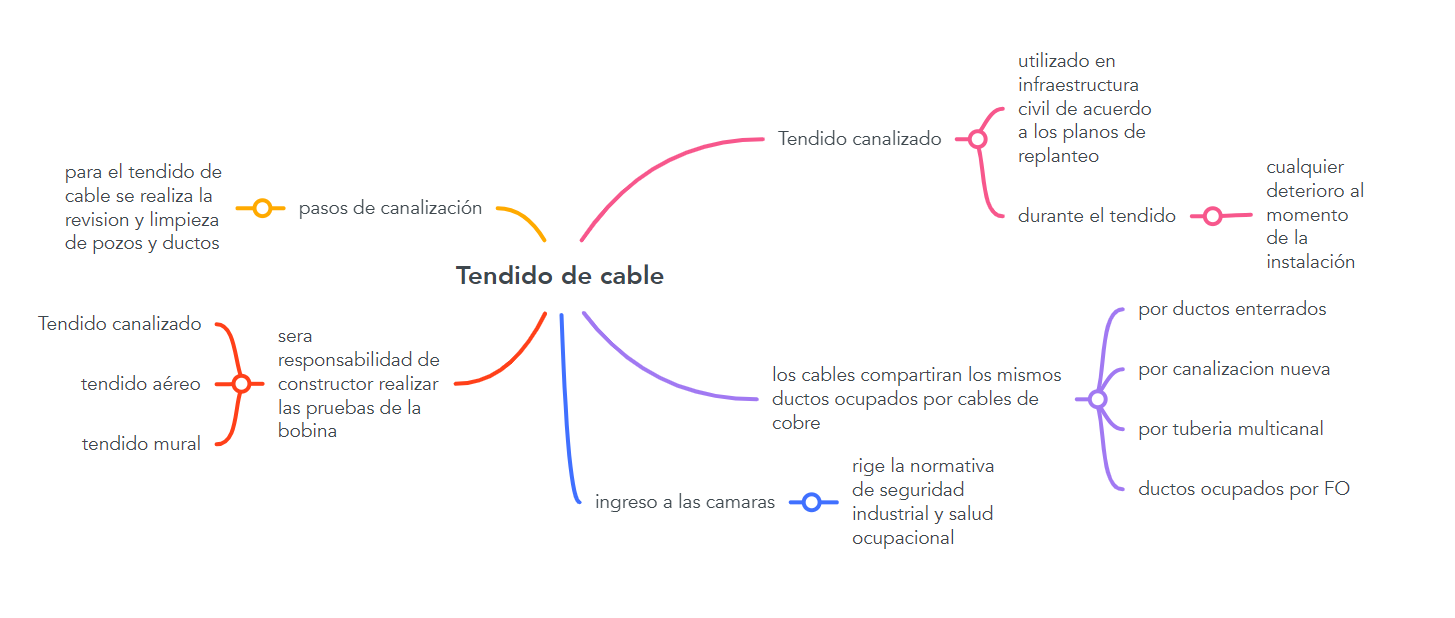 Tendido de cable
Tendido canalizado
utilizado en
infraestructura
civil de acuerdo
a los planos de
replanteo
durante el tendido
cualquier
deterioro al
momento
de la
instalación
los cables compartiran los mismos
ductos ocupados por cables de
cobre
por ductos enterrados
por canalizacion nueva
por tuberia multicanal
ductos ocupados por FO
ingreso a las camaras
rige la normativa
de seguridad
industrial y salud
ocupacional
pasos de canalización
para el tendido de
cable se realiza la
revision y limpieza
de pozos y ductos
sera
responsabilidad de
constructor realizar
las pruebas de la
bobina
Tendido canalizado
tendido aéreo
tendido mural